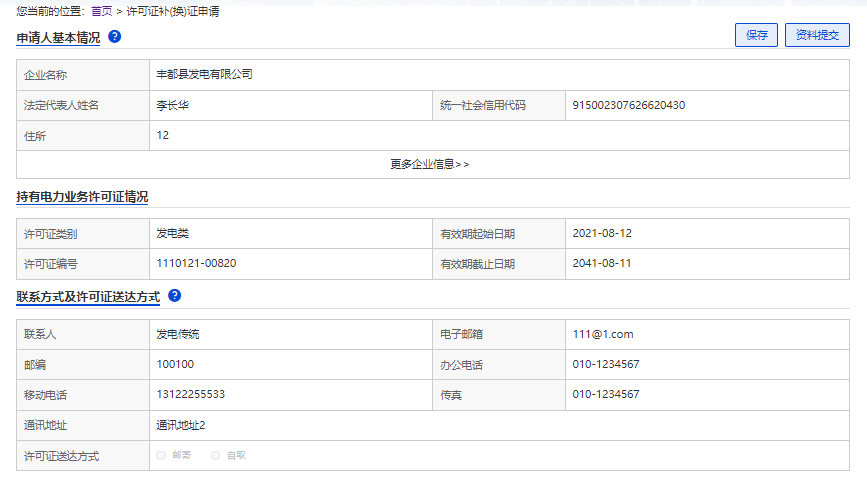 您当前的位置： 首页 > 许可证补(换)证申请
申请人基本情况 ? 保存 资料提交
企业名称 丰都县发电有限公司
法定代表人姓名 李长华 统一社会信用代码 915002307626620430
住所 12
更多企业信息>>
持有电力业务许可证情况
许可证类别 发电类 有效期起始日期 2021-08-12
许可证编号 1110121-00820 有效期截止日期 2041-08-11
联系方式及许可证送达方式 ?
联系人 发电传统 电子邮箱 111@1.com
邮编 100100 办公电话 010-1234567
移动电话 13122255533 传真 010-1234567
通讯地址 通讯地址2
许可证送达方式 邮寄 自取